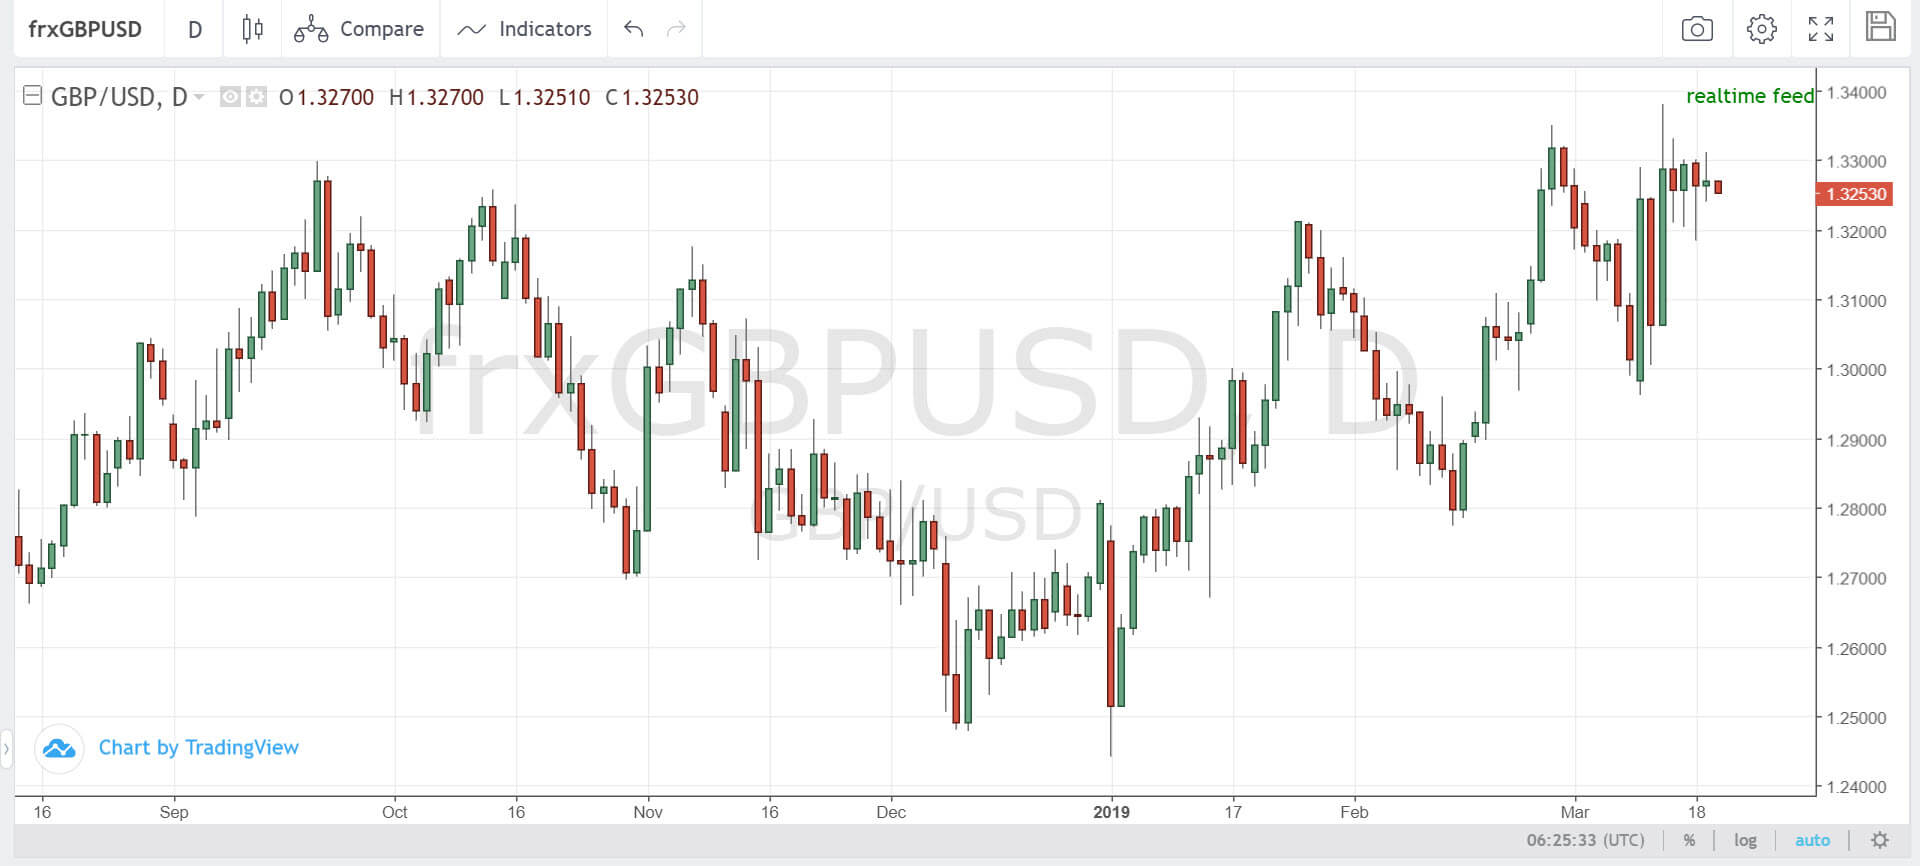 frxGBPUSD D Compare Indicators
GBP/USD, D O1.32700 H1.32700 L1.32510 C1.32530
realtime feed
1.34000
1.33000
1.32530
1.32000
1.31000
1.30000
1.29000
1.28000
1.27000
1.26000
1.25000
1.24000
frxGBPUSD, D
GBP/USD
Chart by TradingView
16 Sep Oct 16 Nov 16 Dec 2019 17 Feb Mar 18
06:25:33 (UTC) % log auto